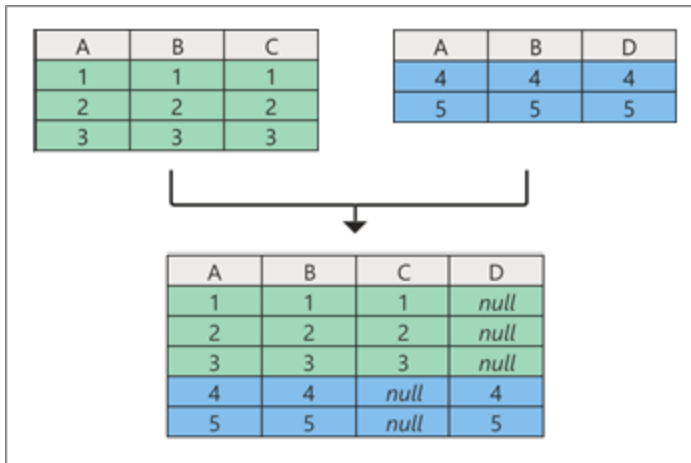 A B C
1 1 1
2 2 2
3 3 3
A B D
4 4 4
5 5 5
A B C D
1 1 1 null
2 2 2 null
3 3 3 null
4 4 null 4
5 5 null 5